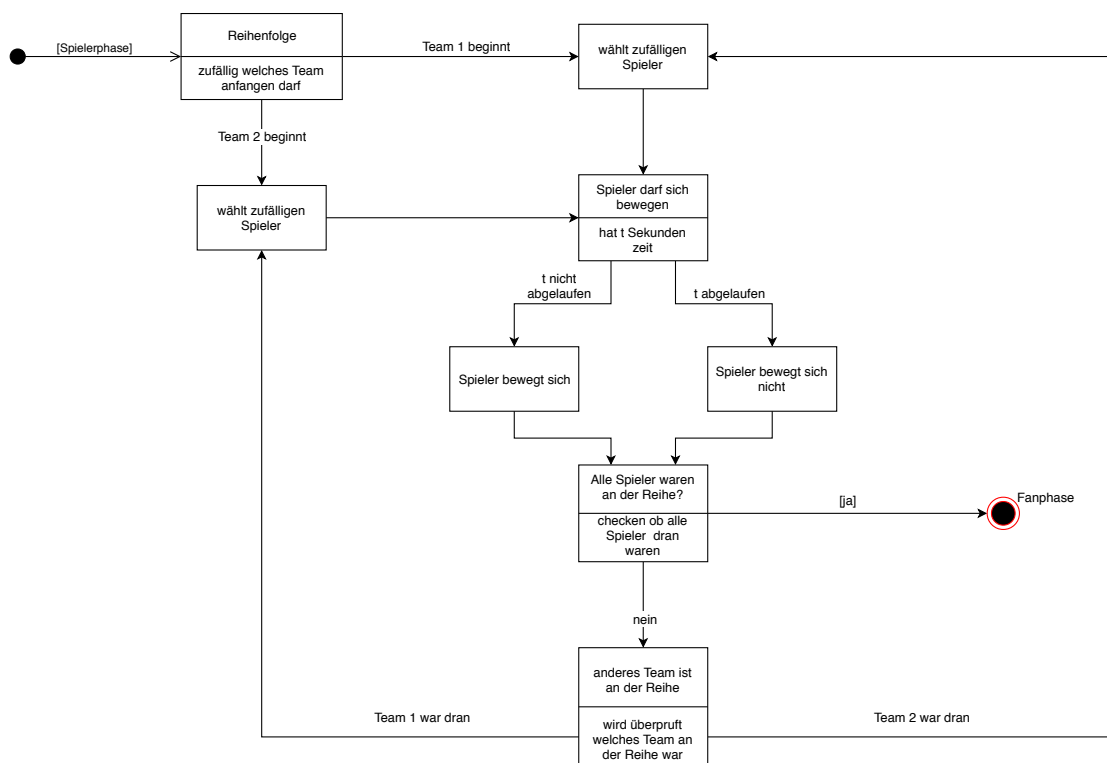 Reihenfolge
[Spielerphase]
Team 1 beginnt
wählt zufälligen
Spieler
zufällig welches Team
anfangen darf
Team 2 beginnt
Spieler darf sich
bewegen
wählt zufälligen
Spieler
hat t Sekunden
zeit
t nicht
abgelaufen
t abgelaufen
Spieler bewegt sich
Spieler bewegt sich
nicht
Alle Spieler waren
an der Reihe?
[ja]
Fanphase
checken ob alle
Spieler dran
waren
nein
anderes Team ist
an der Reihe
Team 1 war dran
Team 2 war dran
wird überpruft
welches Team an
der Reihe war